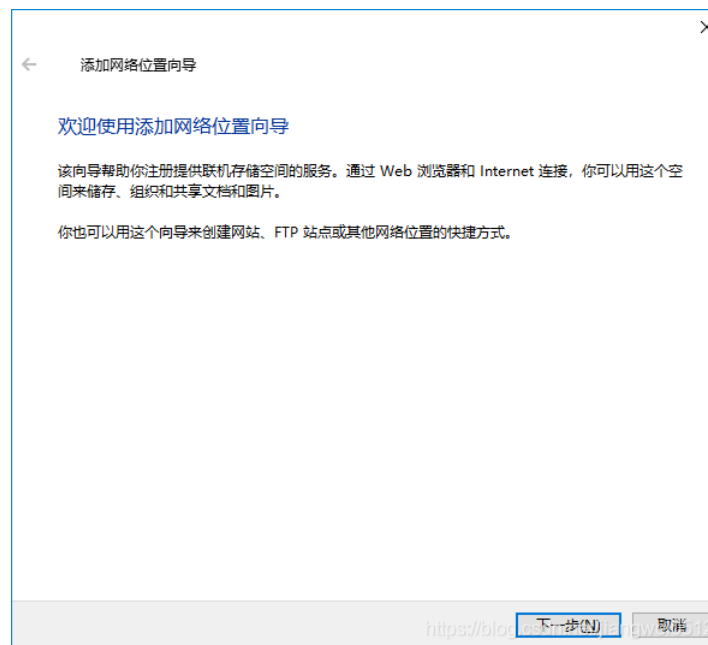 添加网络位置向导
欢迎使用添加网络位置向导
该向导帮助你注册提供联机存储空间的服务。通过 Web 浏览器和 Internet 连接，你可以用这个空
间来储存、组织和共享文档和图片。
你也可以用这个向导来创建网站、FTP 站点或其他网络位置的快捷方式。
下一步(N)
取消
https://blog